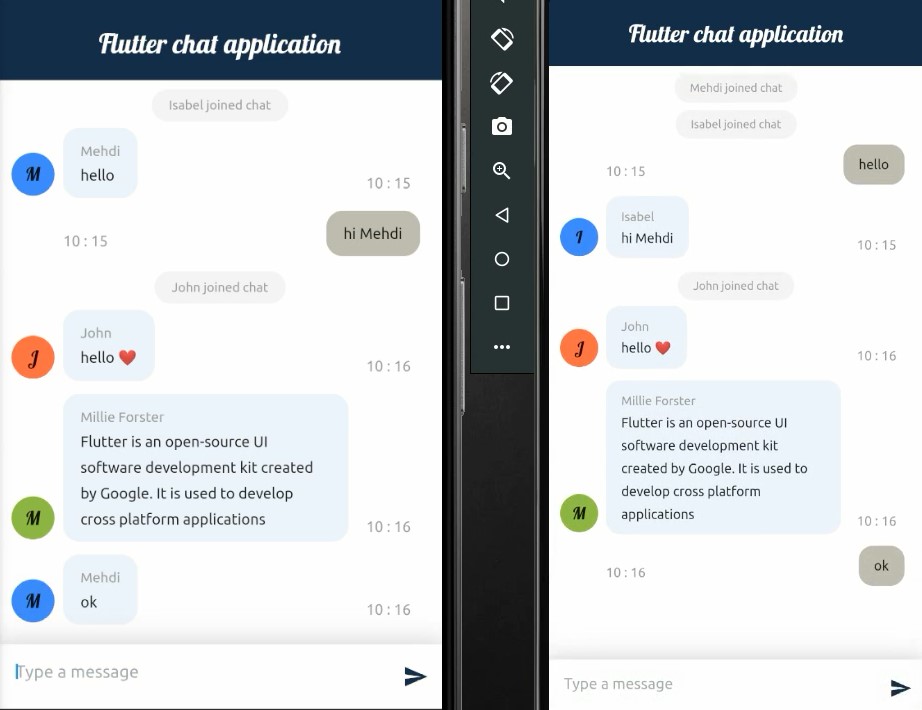 Flutter chat application
Isabel joined chat
M
Mehdi
hello
10 : 15
10 : 15
hi Mehdi
John joined chat
J
John
hello ❤️
10 : 16
M
Millie Forster
Flutter is an open-source UI
software development kit created
by Google. It is used to develop
cross platform applications
10 : 16
M
Mehdi
ok
10 : 16
Type a message
Flutter chat application
Mehdi joined chat
Isabel joined chat
10 : 15
hello
I
Isabel
hi Mehdi
10 : 15
John joined chat
J
John
hello ❤️
10 : 16
M
Millie Forster
Flutter is an open-source UI
software development kit
created by Google. It is used to
develop cross platform
applications
10 : 16
10 : 16
ok
Type a message